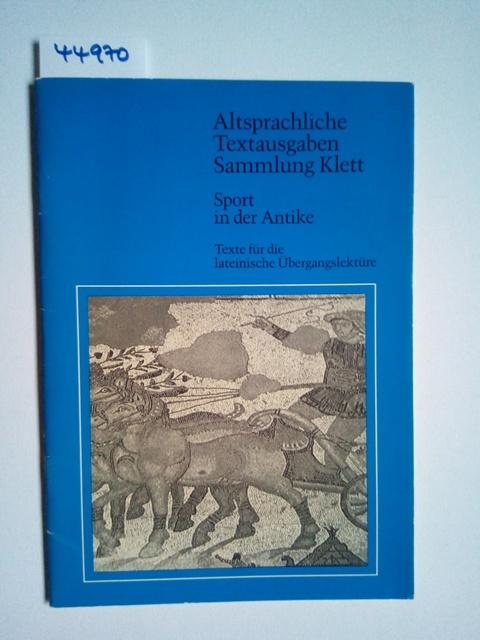 44970
Altsprachliche
Textausgaben
Sammlung Klett
Sport
in der Antike
Texte für die
lateinische Übergangslektüre